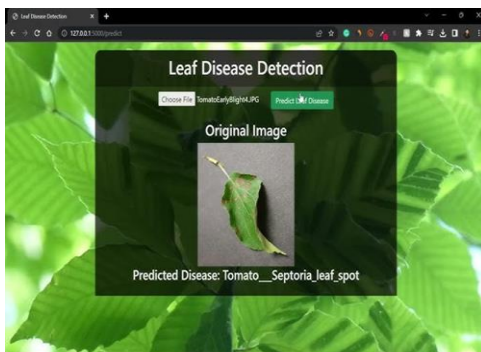 Leaf Disease Detection
127.0.0.1:5000/predict
Leaf Disease Detection
Choose File TomatoEarlyBlight4.JPG Predict Leaf Disease
Original Image
Predicted Disease: Tomato___Septoria_leaf_spot